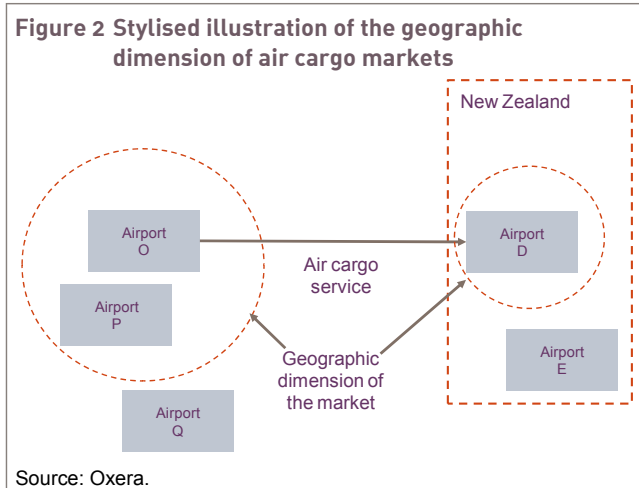 Figure 2 Stylised illustration of the geographic
dimension of air cargo markets
New Zealand
Airport
O
Airport
D
Air cargo
service
Airport
P
Geographic
dimension of
the market
Airport
E
Airport
Q
Source: Oxera.